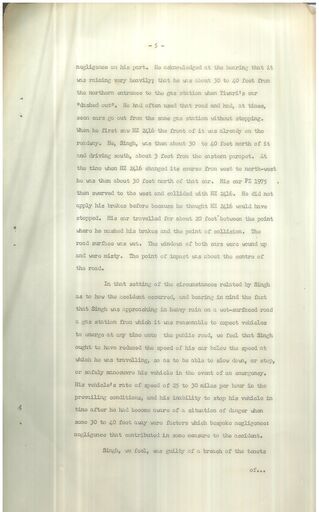 - 5 -
negligence on his part. He acknowledged at the hearing that it
was raining very heavily; that he was about 30 to 40 feet from
the northern entrance to the gas station when Tiwari's car
"dashed out". He had often used that road and had, at times,
seen cars go out from the same gas station without stopping.
When he first saw HZ 2416 the front of it was already on the
roadway. He, Singh, was then about 30 to 40 feet north of it
and driving south, about 3 feet from the eastern parapet. At
the time when HZ 2416 changed its course from west to north-west
he was then about 30 feet north of that car. His car PZ 1975
then swerved to the west and collided with HZ 2416. He did not
apply his brakes before because he thought HZ 2416 would have
stopped. His car travelled for about 20 feet between the point
where he mashed his brakes and the point of collision. The
road surface was wet. The windows of both cars were wound up
and were misty. The point of impact was about the centre of
the road.
In that setting of the circumstances related by Singh
as to how the accident occurred, and bearing in mind the fact
that Singh was approaching in heavy rain on a wet-surfaced road
a gas station from which it was reasonable to expect vehicles
to emerge at any time onto the public road, we feel that Singh
ought to have reduced the speed of his car below the speed at
which he was travelling, so as to be able to slow down, or stop,
or safely manoeuvre his vehicle in the event of an emergency.
His vehicle's rate of speed of 25 to 30 miles per hour in the
prevailing conditions, and his inability to stop his vehicle in
time after he had become aware of a situation of danger when
some 30 to 40 feet away were factors which bespoke negligence:
negligence that contributed in some measure to the accident.
Singh, we feel, was guilty of a breach of the tenets
of...